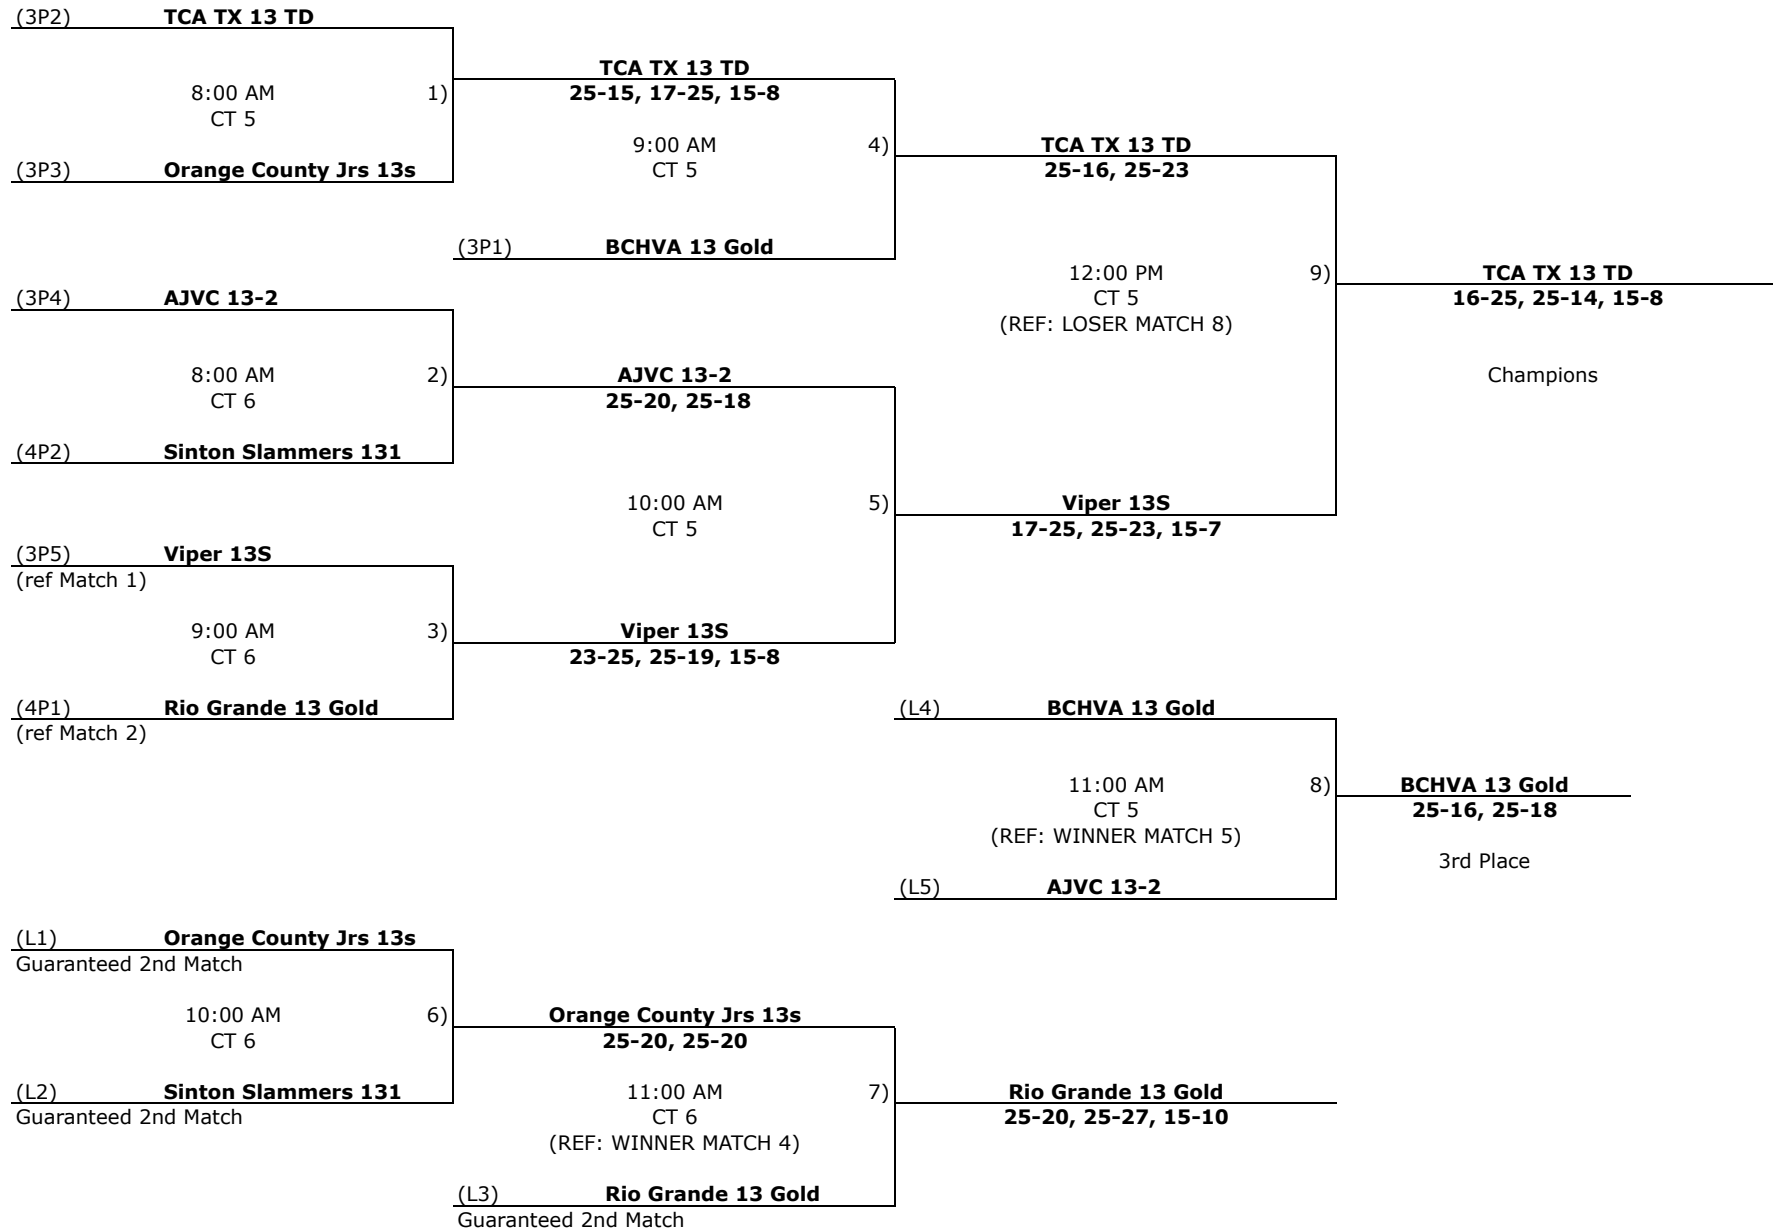 (3P2) TCA TX 13 TD
TCA TX 13 TD
8:00 AM 1) 25-15, 17-25, 15-8
CT 5
9:00 AM 4) TCA TX 13 TD
(3P3) Orange County Jrs 13s CT 5 25-16, 25-23
(3P1) BCHVA 13 Gold
12:00 PM 9) TCA TX 13 TD
(3P4) AJVC 13-2 CT 5 16-25, 25-14, 15-8
(REF: LOSER MATCH 8)
8:00 AM 2) AJVC 13-2 Champions
CT 6 25-20, 25-18
(4P2) Sinton Slammers 131
10:00 AM 5) Viper 13S
CT 5 17-25, 25-23, 15-7
(3P5) Viper 13S
(ref Match 1)
9:00 AM 3) Viper 13S
CT 6 23-25, 25-19, 15-8
(4P1) Rio Grande 13 Gold (L4) BCHVA 13 Gold
(ref Match 2)
11:00 AM 8) BCHVA 13 Gold
CT 5 25-16, 25-18
(REF: WINNER MATCH 5)
3rd Place
(L5) AJVC 13-2
(L1) Orange County Jrs 13s
Guaranteed 2nd Match
10:00 AM 6) Orange County Jrs 13s
CT 6 25-20, 25-20
(L2) Sinton Slammers 131 11:00 AM 7) Rio Grande 13 Gold
Guaranteed 2nd Match CT 6 25-20, 25-27, 15-10
(REF: WINNER MATCH 4)
(L3) Rio Grande 13 Gold
Guaranteed 2nd Match